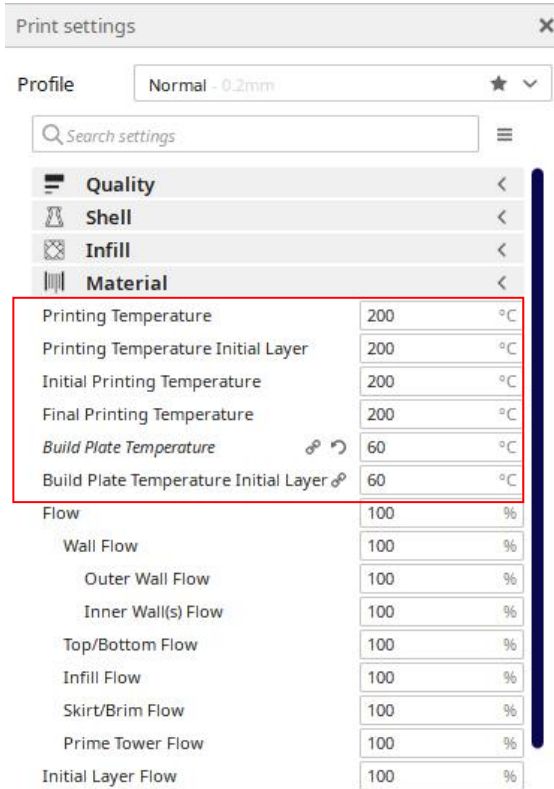 Print settings
Profile Normal - 0.2mm
Search settings
Quality
Shell
Infill
Material
Printing Temperature 200 °C
Printing Temperature Initial Layer 200 °C
Initial Printing Temperature 200 °C
Final Printing Temperature 200 °C
Build Plate Temperature 60 °C
Build Plate Temperature Initial Layer 60 °C
Flow 100 %
Wall Flow 100 %
Outer Wall Flow 100 %
Inner Wall(s) Flow 100 %
Top/Bottom Flow 100 %
Infill Flow 100 %
Skirt/Brim Flow 100 %
Prime Tower Flow 100 %
Initial Layer Flow 100 %